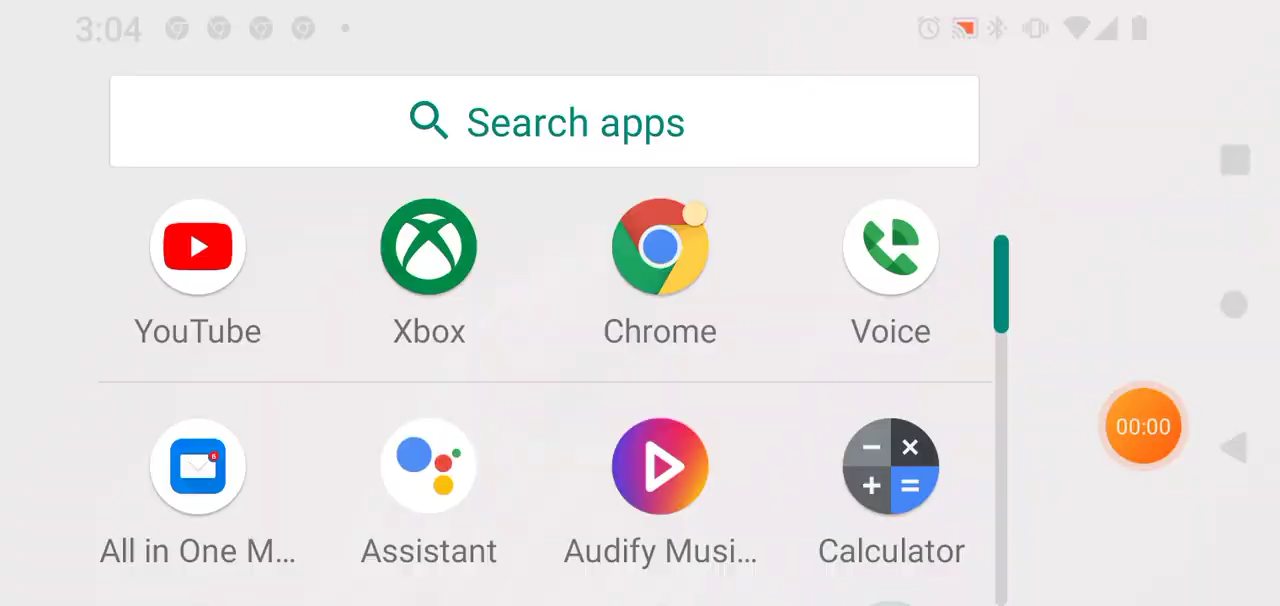 3:04
Search apps
YouTube
Xbox
Chrome
Voice
00:00
All in One M...
Assistant
Audify Musi...
Calculator